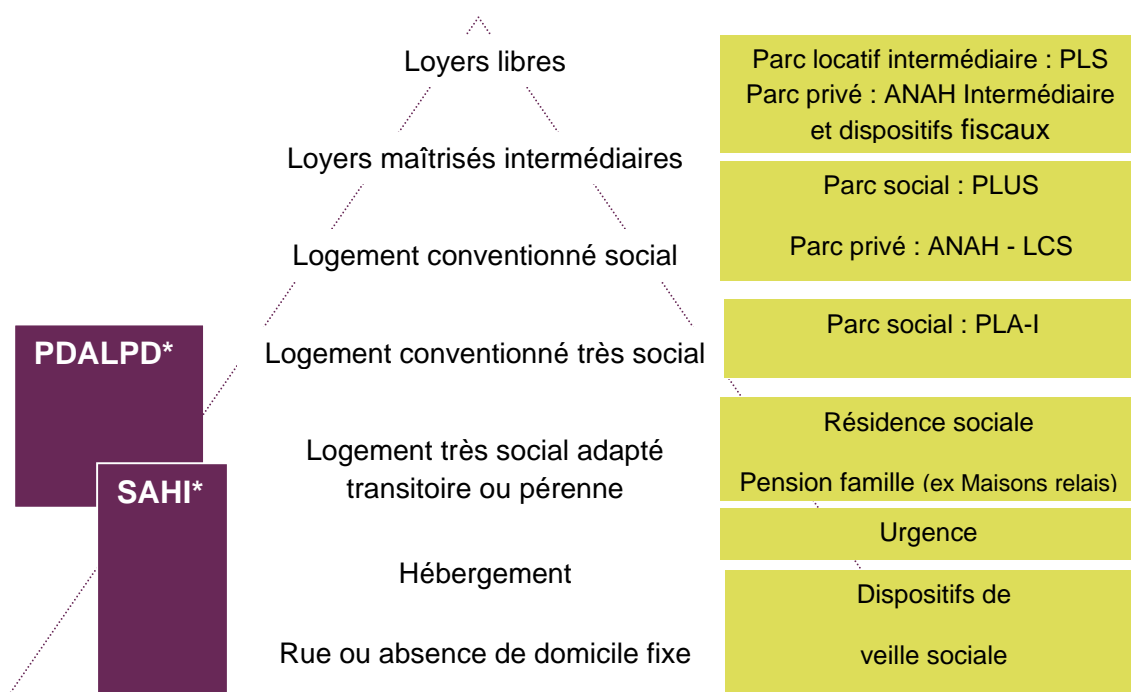 Loyers libres
Parc locatif intermédiaire : PLS
Parc privé : ANAH Intermédiaire
et dispositifs fiscaux
Loyers maîtrisés intermédiaires
Parc social : PLUS
Parc privé : ANAH - LCS
Logement conventionné social
Parc social : PLA-I
PDALPD*
Logement conventionné très social
Résidence sociale
Logement très social adapté
transitoire ou pérenne
Pension famille (ex Maisons relais)
SAHI*
Urgence
Hébergement
Dispositifs de
veille sociale
Rue ou absence de domicile fixe